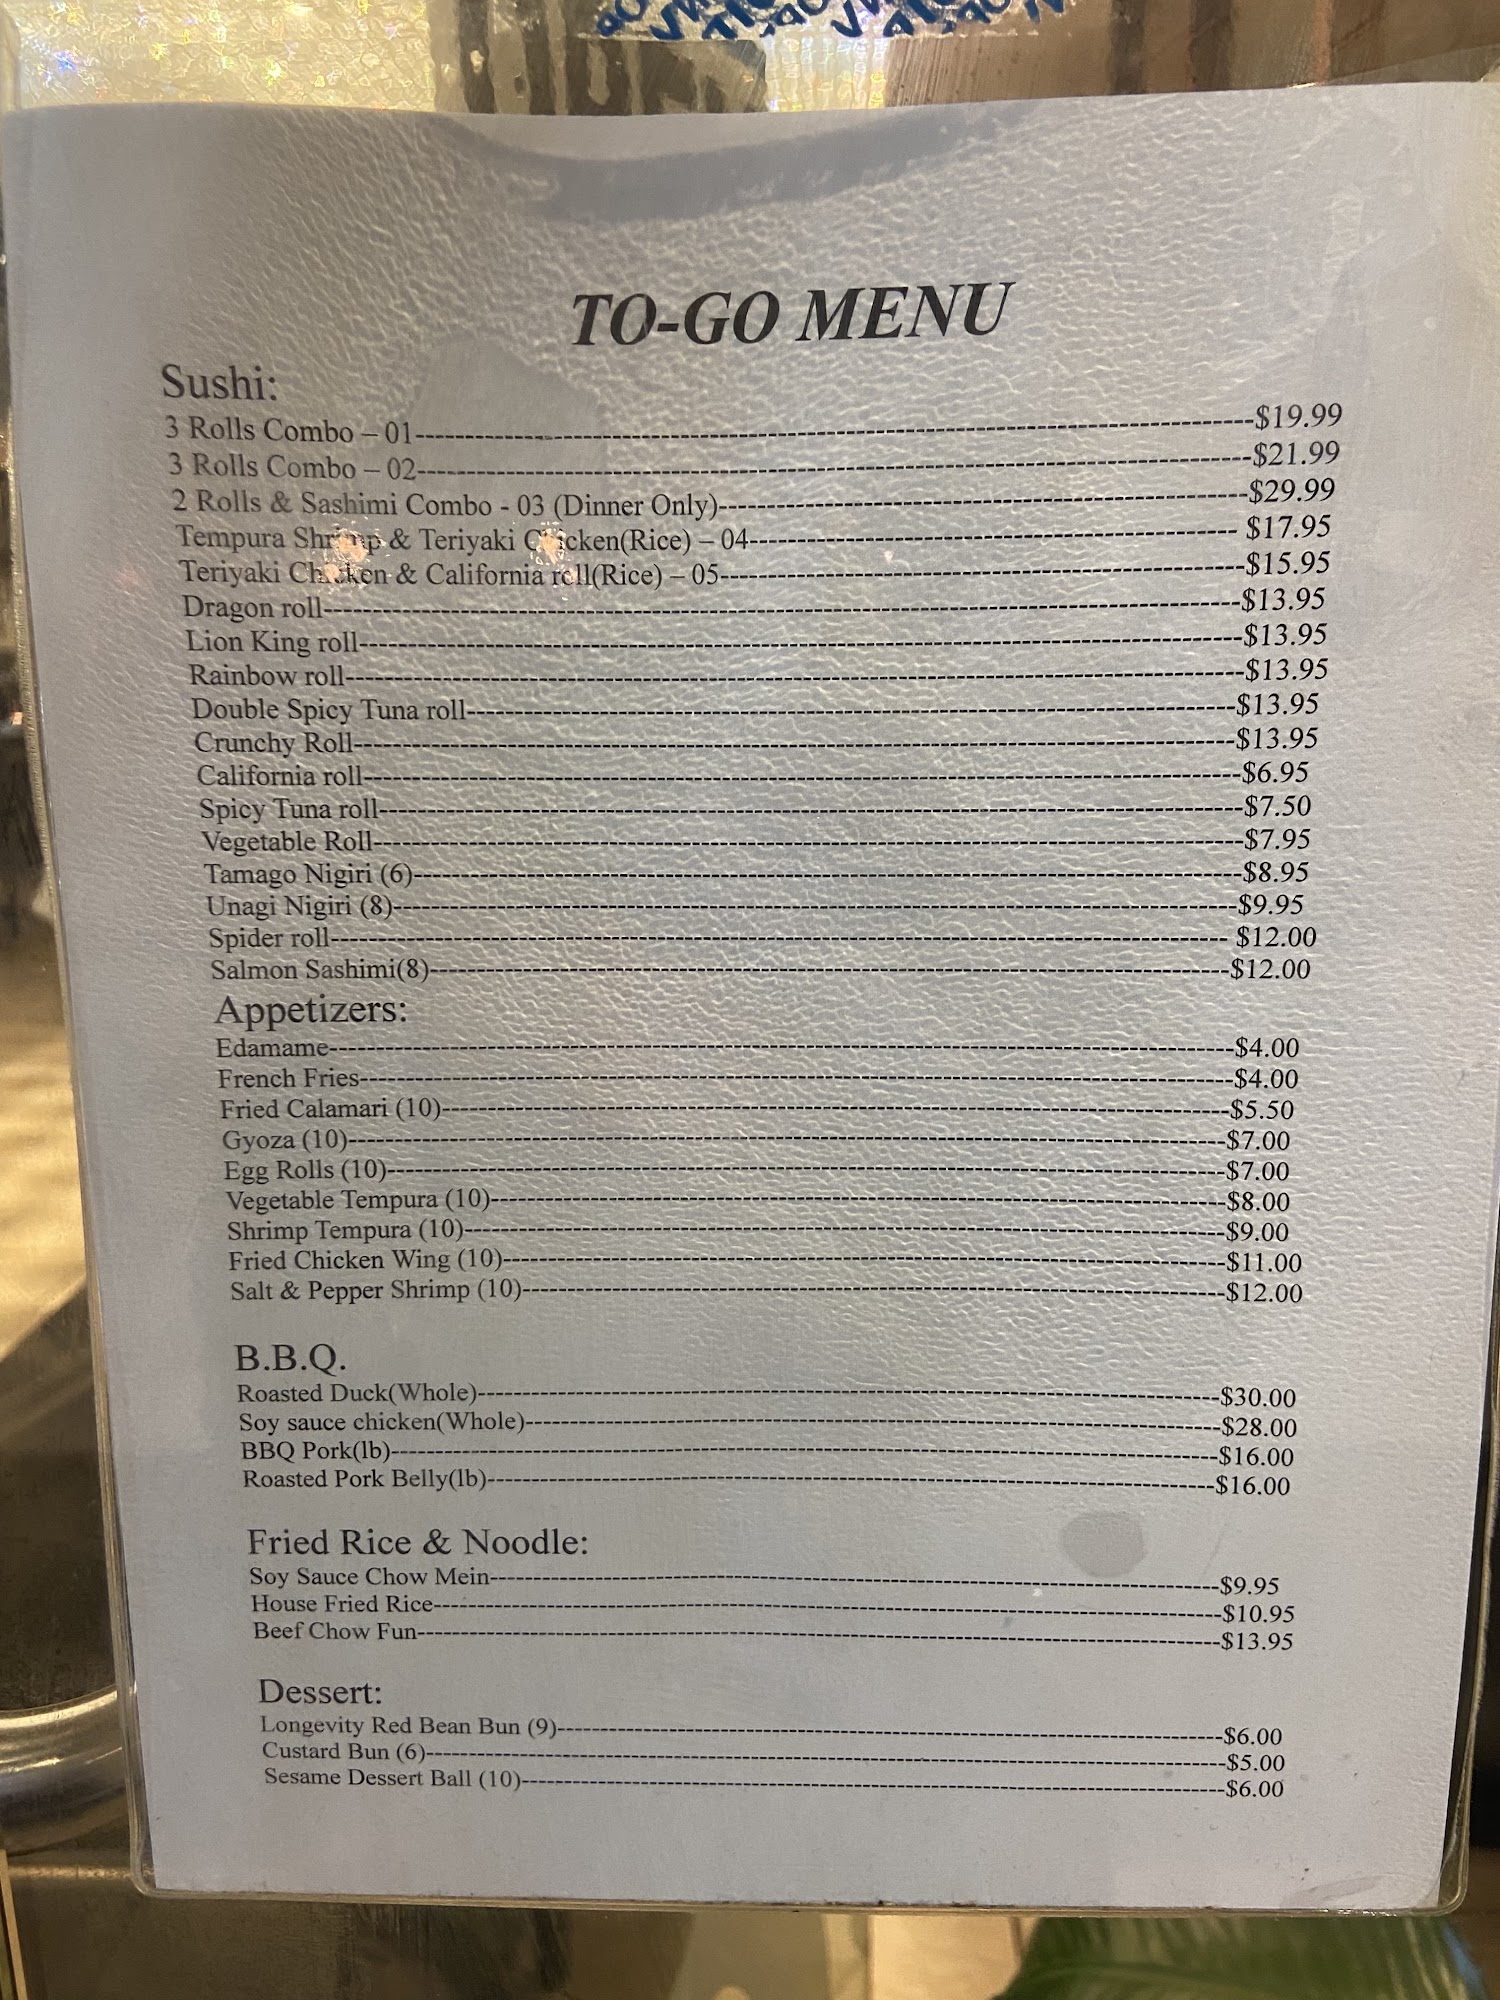 TO-GO MENU
Sushi:
3 Rolls Combo – 01---$19.99
3 Rolls Combo – 02---$21.99
2 Rolls & Sashimi Combo - 03 (Dinner Only)---$29.99
Tempura Shrimp & Teriyaki Chicken(Rice) – 04--- $17.95
Teriyaki Chicken & California roll(Rice) – 05---$15.95
Dragon roll---$13.95
Lion King roll---$13.95
Rainbow roll---$13.95
Double Spicy Tuna roll---$13.95
Crunchy Roll---$13.95
California roll---$6.95
Spicy Tuna roll---$7.50
Vegetable Roll---$7.95
Tamago Nigiri (6)---$8.95
Unagi Nigiri (8)---$9.95
Spider roll--- $12.00
Salmon Sashimi(8)---$12.00
Appetizers:
Edamame---$4.00
French Fries---$4.00
Fried Calamari (10)---$5.50
Gyoza (10)---$7.00
Egg Rolls (10)---$7.00
Vegetable Tempura (10)---$8.00
Shrimp Tempura (10)---$9.00
Fried Chicken Wing (10)---$11.00
Salt & Pepper Shrimp (10)---$12.00
B.B.Q.
Roasted Duck(Whole)---$30.00
Soy sauce chicken(Whole)---$28.00
BBQ Pork(lb)---$16.00
Roasted Pork Belly(lb)---$16.00
Fried Rice & Noodle:
Soy Sauce Chow Mein---$9.95
House Fried Rice---$10.95
Beef Chow Fun---$13.95
Dessert:
Longevity Red Bean Bun (9)---$6.00
Custard Bun (6)---$5.00
Sesame Dessert Ball (10)---$6.00